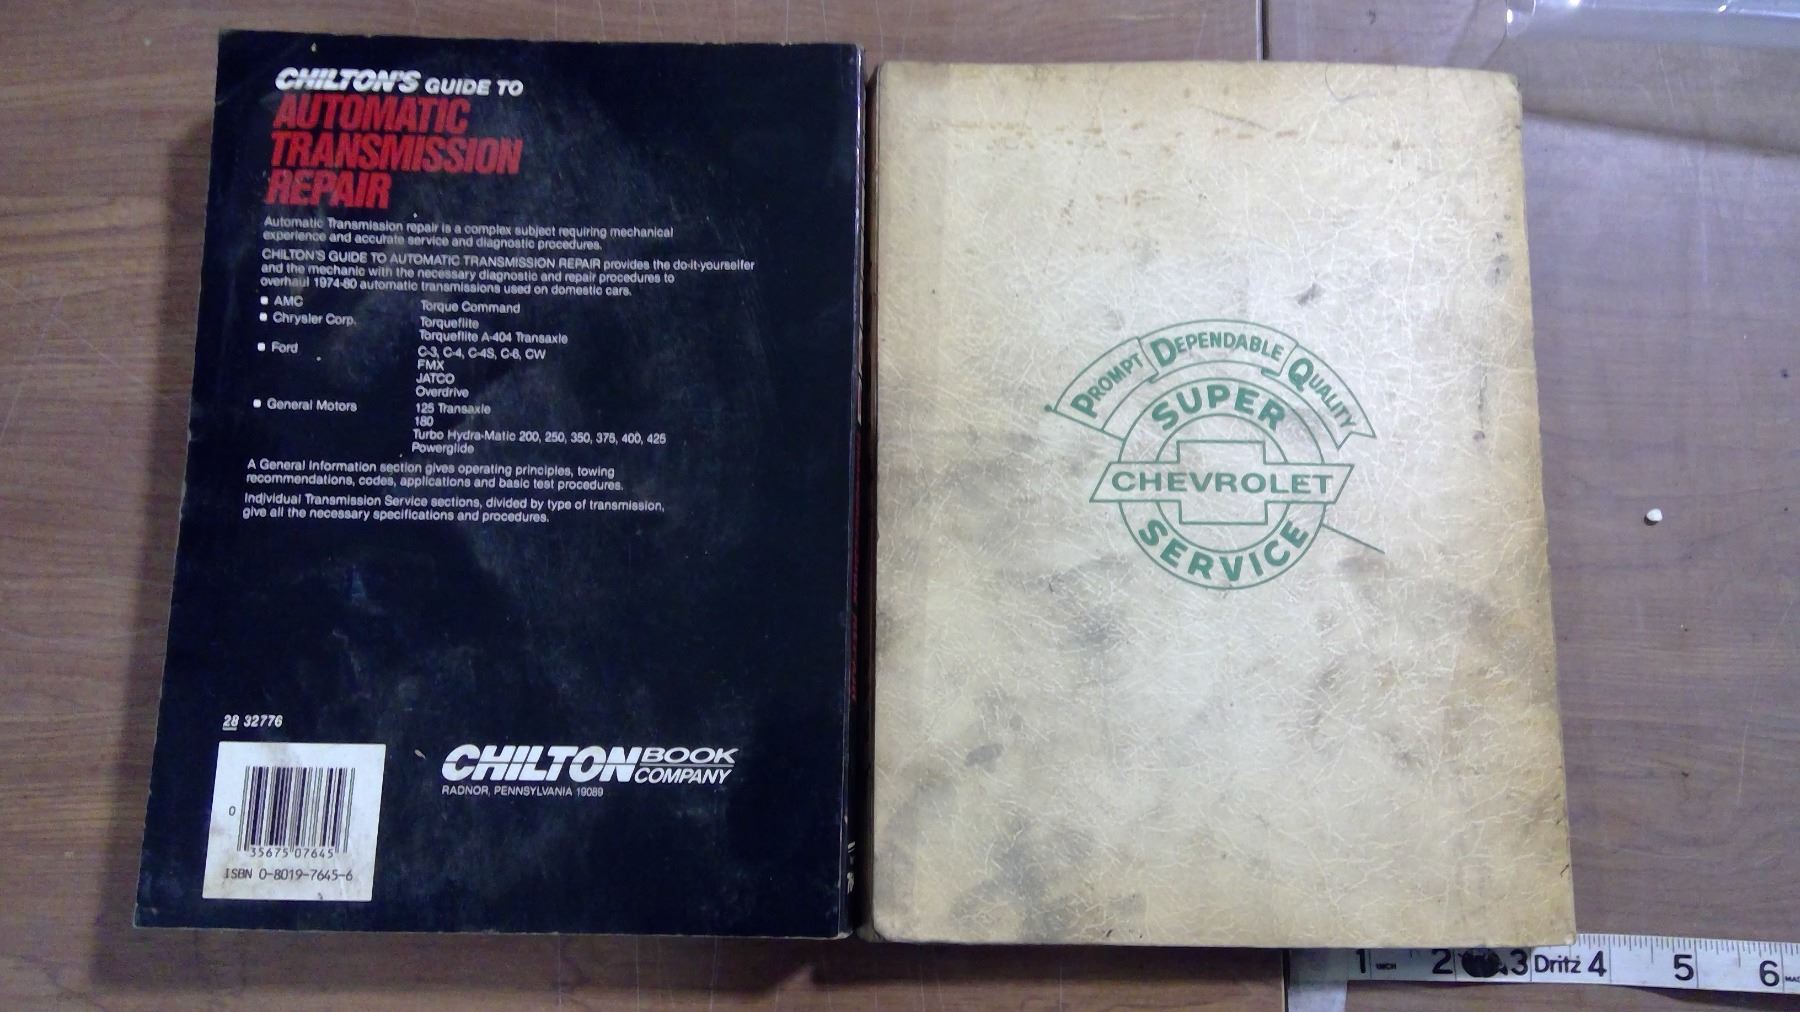 CHILTON'S GUIDE TO
AUTOMATIC
TRANSMISSION
REPAIR
Automatic Transmission repair is a complex subject requiring mechanical
experience and accurate service and diagnostic procedures.
CHILTON'S GUIDE TO AUTOMATIC TRANSMISSION REPAIR provides the do-it-yourselfer
and the mechanic with the necessary diagnostic and repair procedures to
overhaul 1974-80 automatic transmissions used on domestic cars.
AMC Torque Command
Chrysler Corp. Torqueflite
Torqueflite A-404 Transaxle
Ford C-3, C-4, C-4S, C-6, CW
FMX
JATCO
Overdrive
General Motors 125 Transaxle
180
Turbo Hydra-Matic 200, 250, 350, 375, 400, 425
Powerglide
A General Information section gives operating principles, towing
recommendations, codes, applications and basic test procedures.
Individual Transmission Service sections, divided by type of transmission,
give all the necessary specifications and procedures.
28 32776
0 35675 07645
ISBN 0-8019-7645-6
CHILTON BOOK
COMPANY
RADNOR, PENNSYLVANIA 19089
PROMPT DEPENDABLE QUALITY
SUPER
CHEVROLET
SERVICE
1 INCH 2 3 Dritz 4 5 6